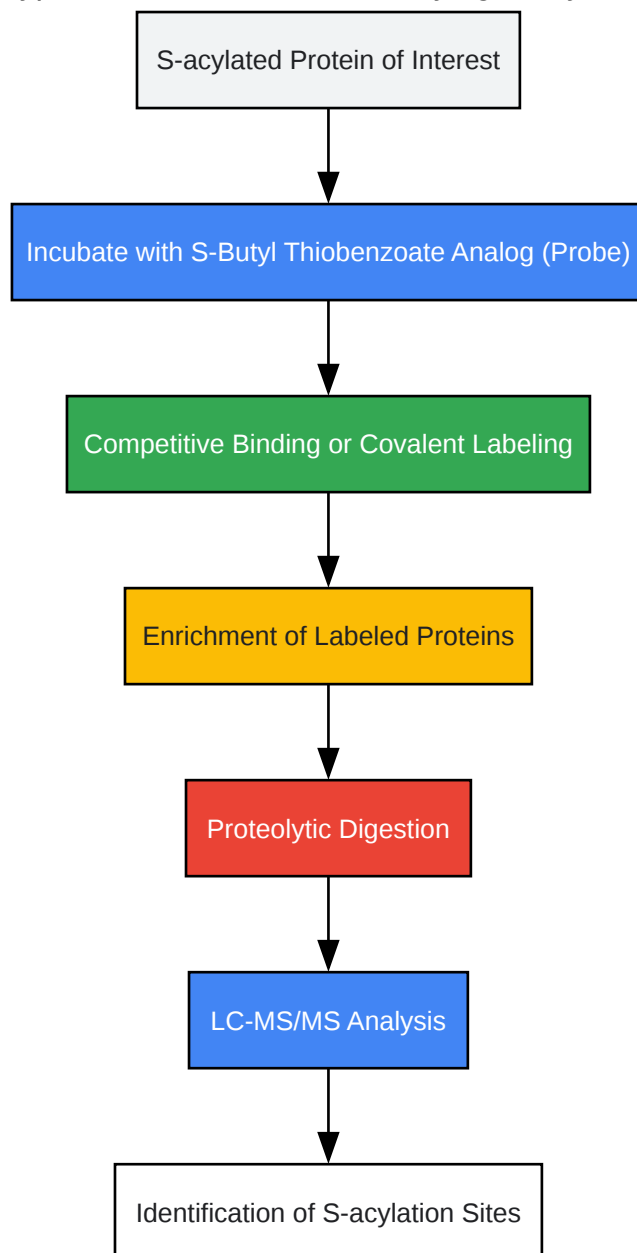 S-acylated Protein of Interest
Incubate with S-Butyl Thiobenzoate Analog (Probe)
Competitive Binding or Covalent Labeling
Enrichment of Labeled Proteins
Proteolytic Digestion
LC-MS/MS Analysis
Identification of S-acylation Sites